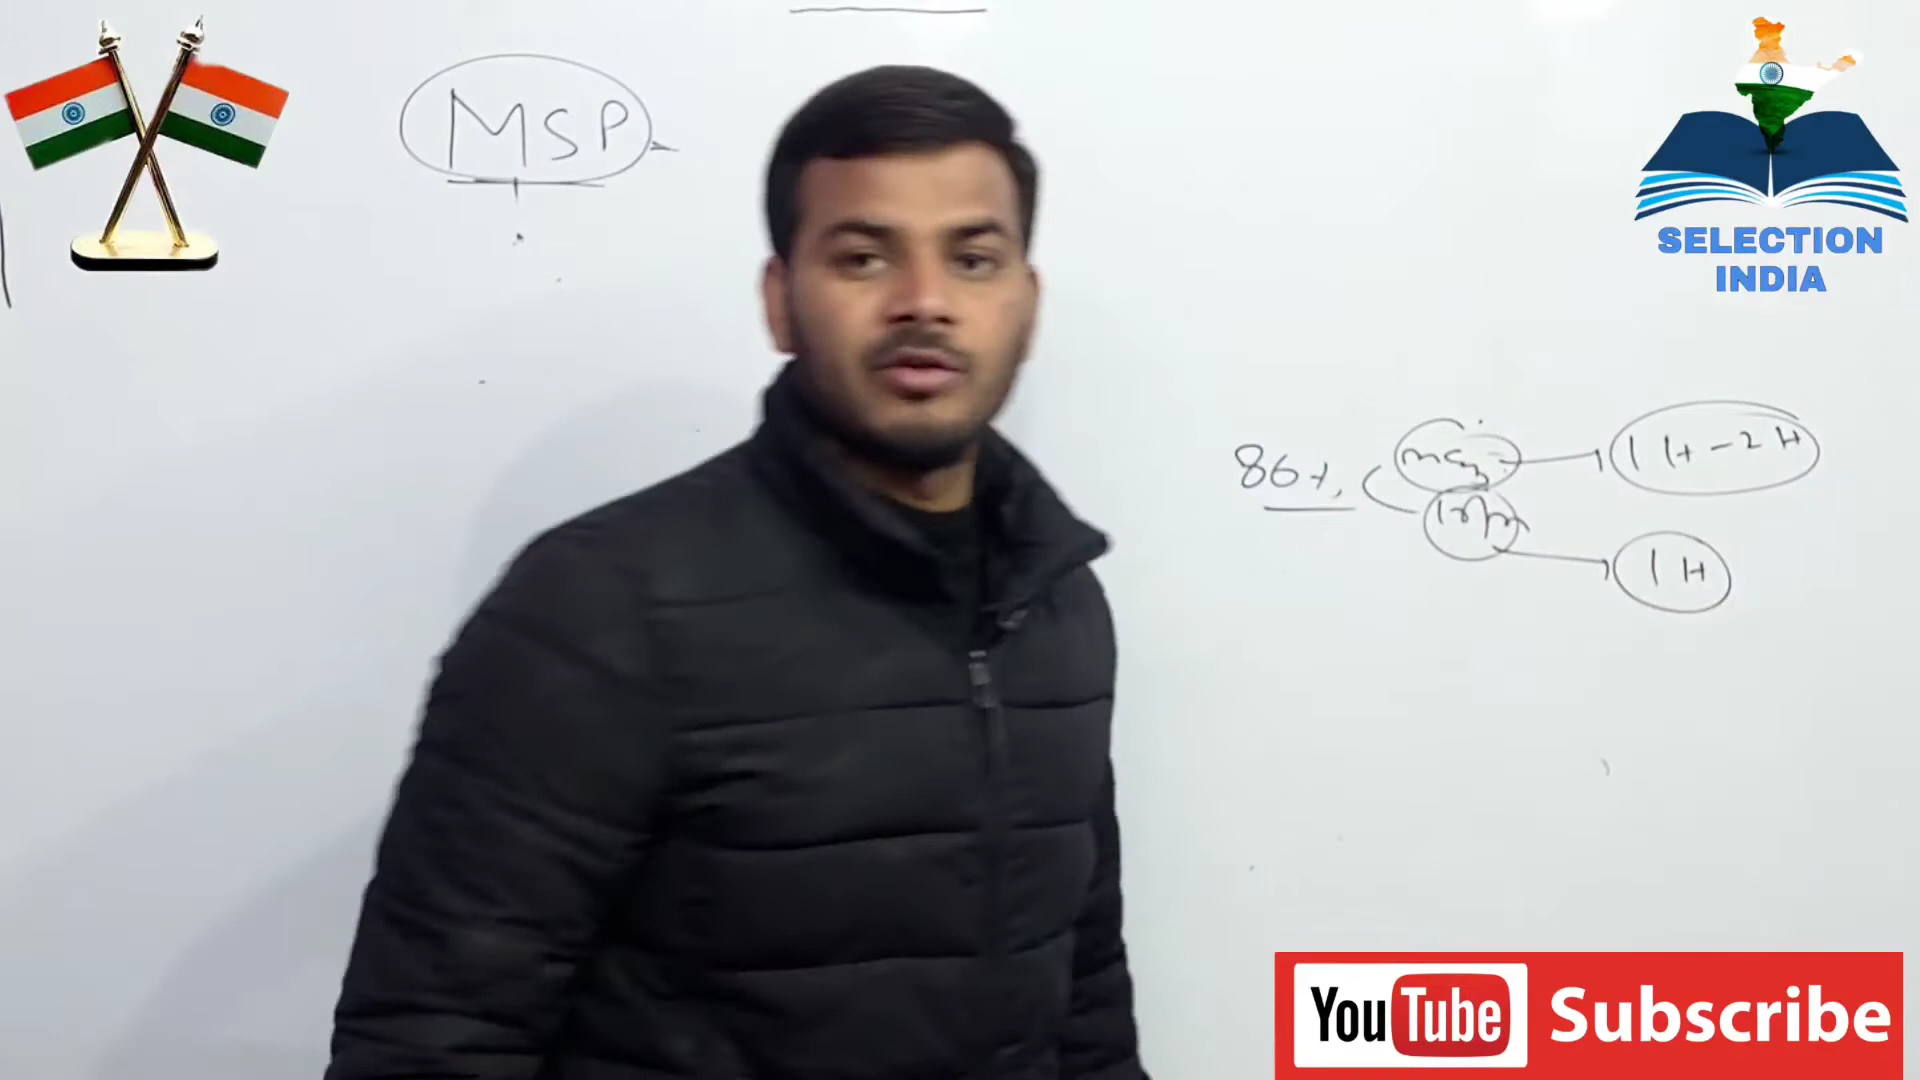 MSP
SELECTION
INDIA
86%
1H-2H
1H
YouTube Subscribe